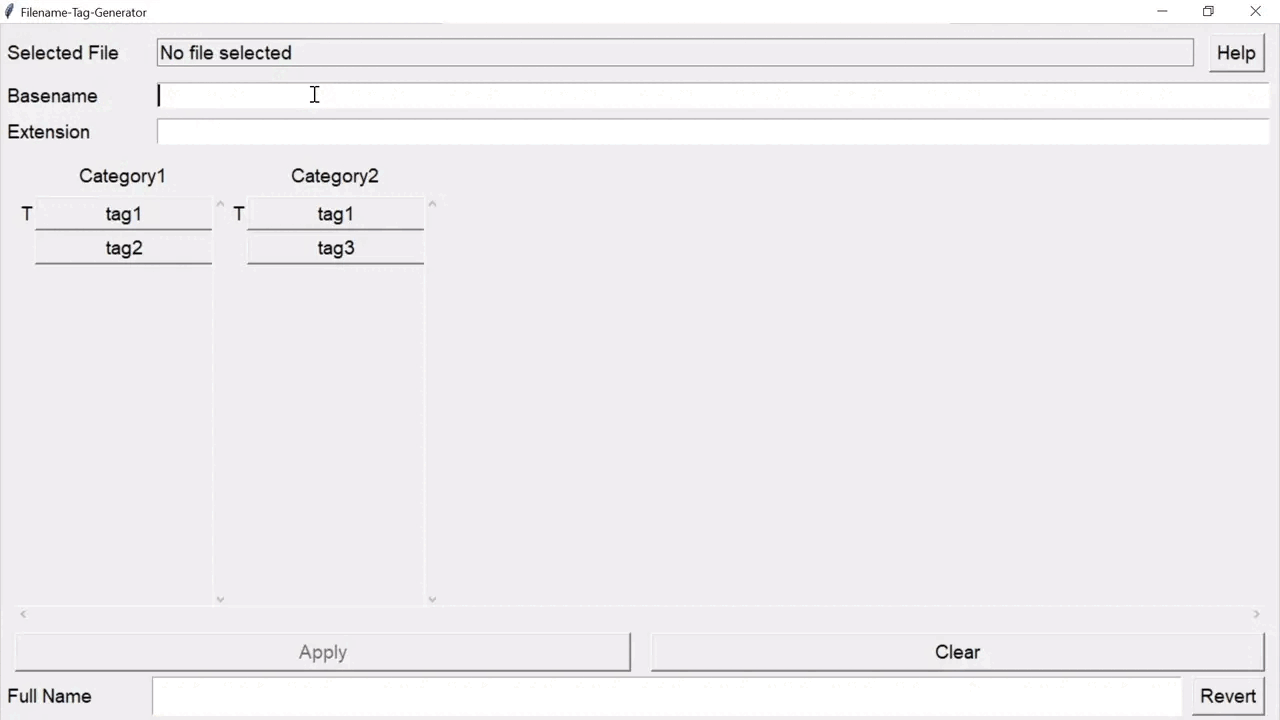 Filename-Tag-Generator
Selected File No file selected Help
Basename
Extension
Category1 Category2
T tag1 T tag1
tag2 tag3
Apply Clear
Full Name Revert